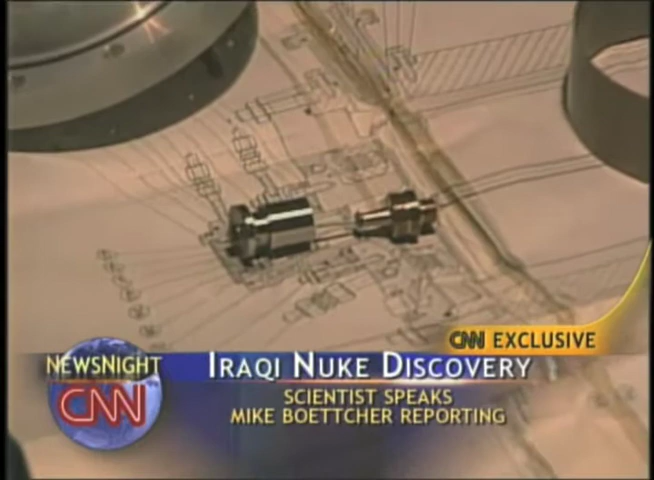 CNN EXCLUSIVE
NEWSNIGHT
CNN
IRAQI NUKE DISCOVERY
SCIENTIST SPEAKS
MIKE BOETTCHER REPORTING